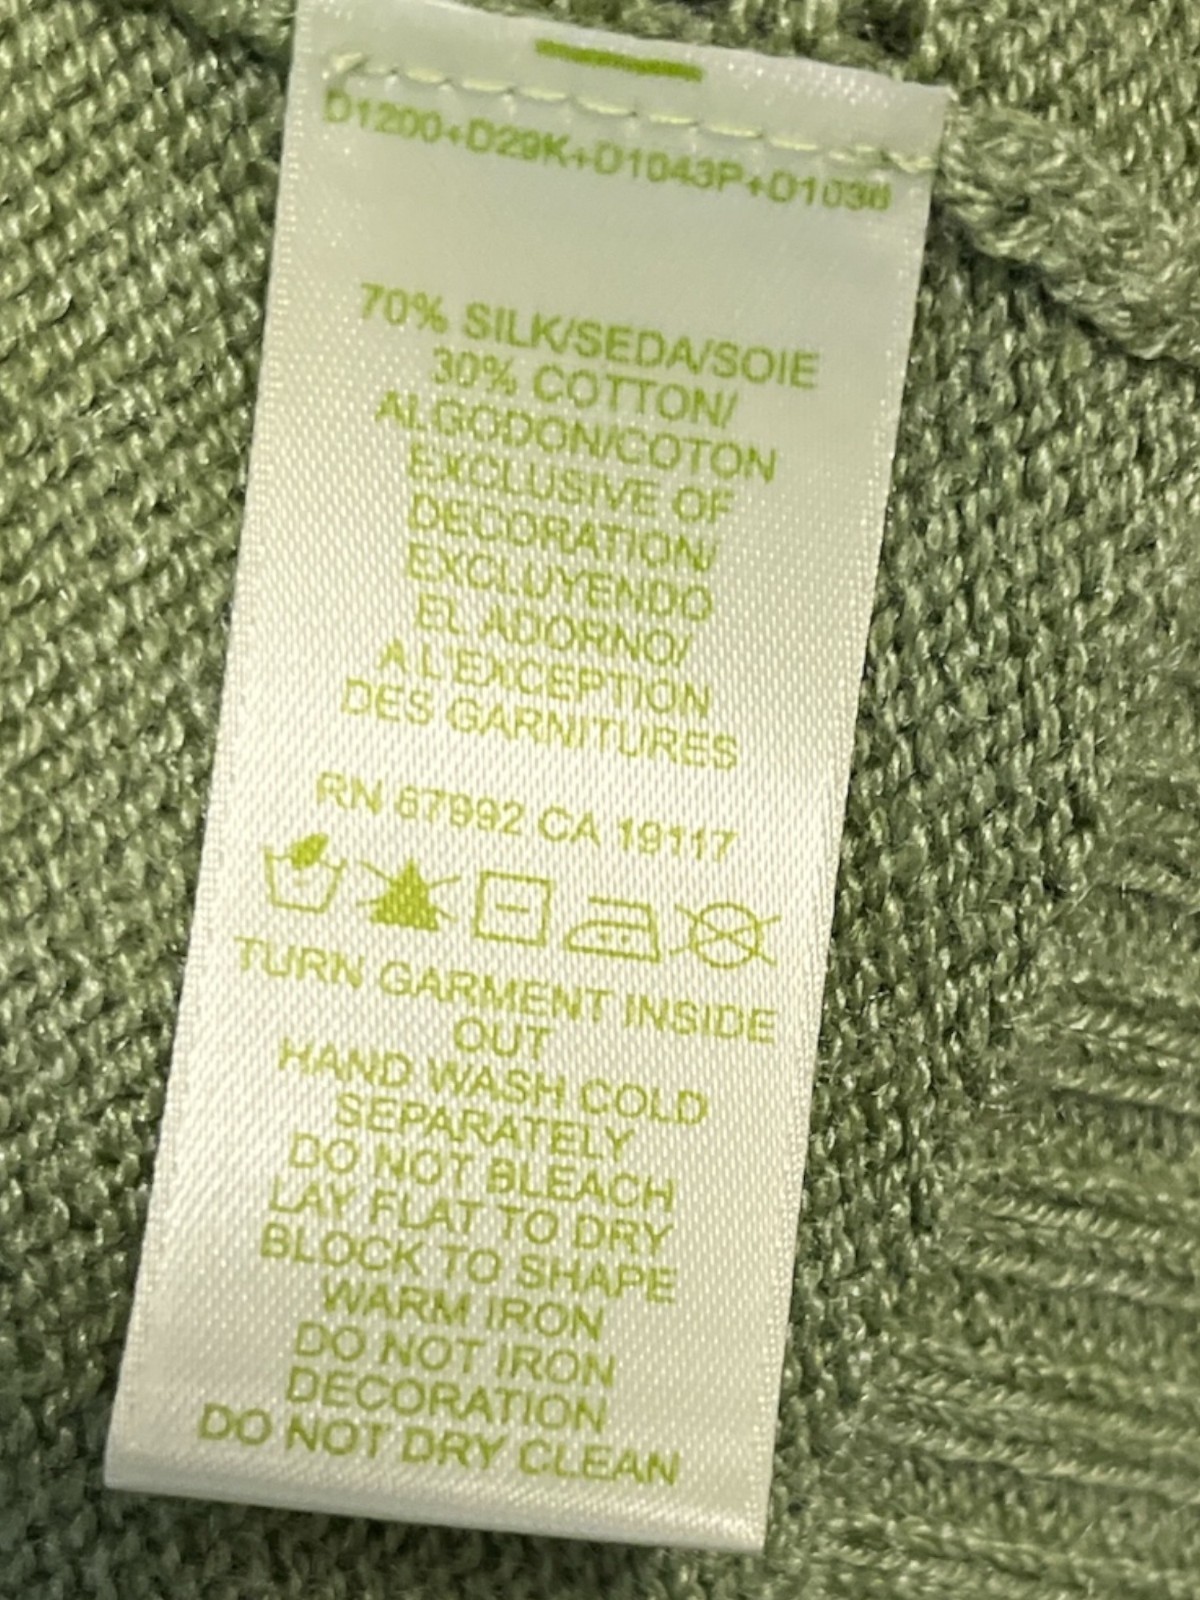 D1200+D29K+D1043P+D1036
70% SILK/SEDA/SOIE
30% COTTON/
ALGODON/COTON
EXCLUSIVE OF
DECORATION/
EXCLUYENDO
EL ADORNO/
A L'EXCEPTION
DES GARNITURES
RN 67992 CA 19117
TURN GARMENT INSIDE
OUT
HAND WASH COLD
SEPARATELY
DO NOT BLEACH
LAY FLAT TO DRY
BLOCK TO SHAPE
WARM IRON
DO NOT IRON
DECORATION
DO NOT DRY CLEAN